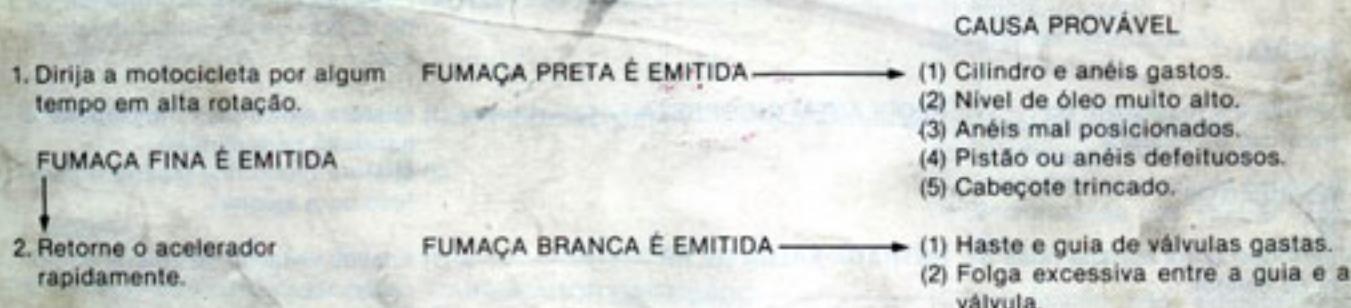 CAUSA PROVÁVEL
1. Dirija a motocicleta por algum tempo em alta rotação.
FUMAÇA PRETA É EMITIDA
(1) Cilindro e anéis gastos.
(2) Nível de óleo muito alto.
(3) Anéis mal posicionados.
(4) Pistão ou anéis defeituosos.
(5) Cabeçote trincado.
FUMAÇA FINA É EMITIDA
2. Retorne o acelerador
rapidamente.
FUMAÇA BRANCA É EMITIDA
(1) Haste e guia de válvulas gastas.
(2) Folga excessiva entre a guia e a
válvula.